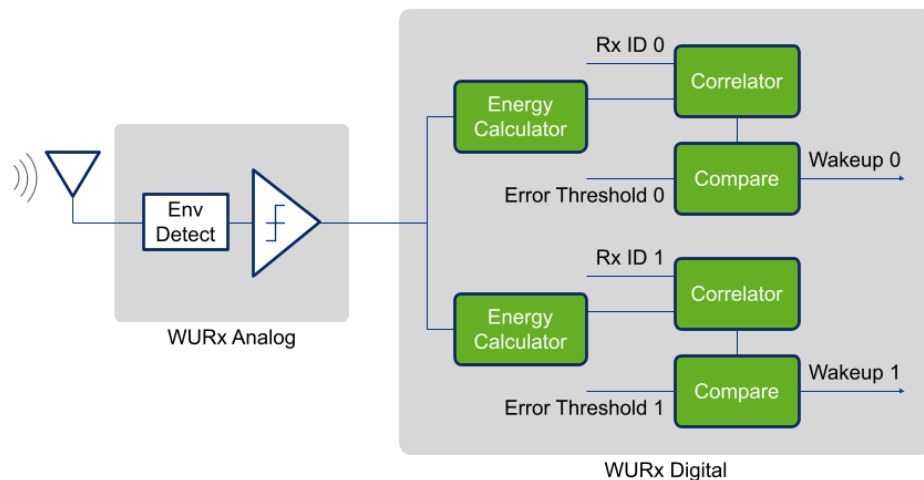 Rx ID 0
Correlator
Energy
Calculator
Wakeup 0
Compare
Error Threshold 0
Env
Detect
Rx ID 1
Correlator
Energy
Calculator
WURx Analog
Wakeup 1
Compare
Error Threshold 1
WURx Digital